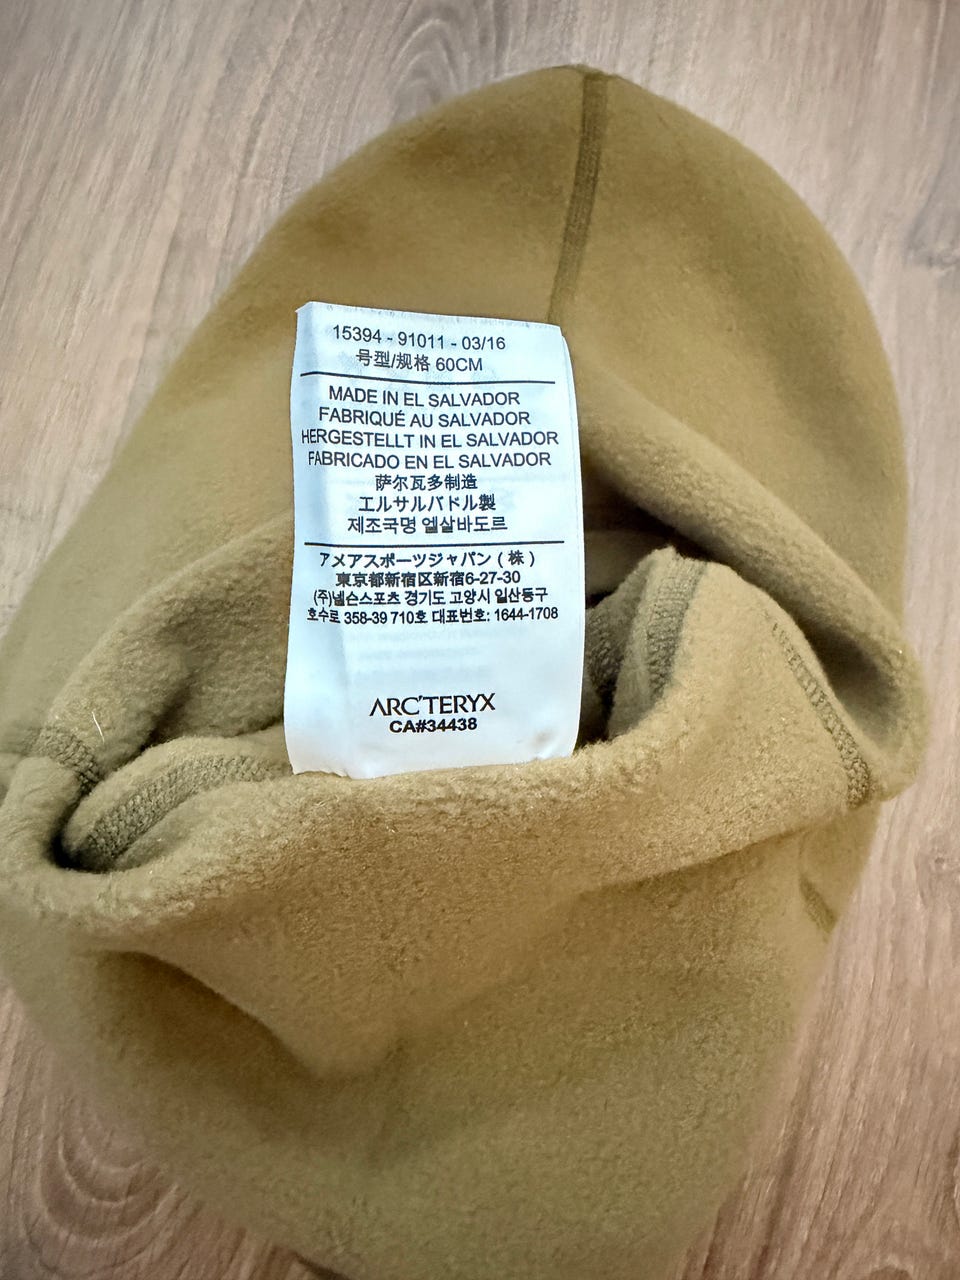 15394 - 91011 - 03/16
号型/规格 60CM
MADE IN EL SALVADOR
FABRIQUÉ AU SALVADOR
HERGESTELLT IN EL SALVADOR
FABRICADO EN EL SALVADOR
萨尔瓦多制造
エルサルバドル製
제조국명 엘살바도르
アメアスポーツジャパン ( 株 )
東京都新宿区新宿6-27-30
(주)넬슨스포츠 경기도 고양시 일산동구
호수로 358-39 710호 대표번호: 1644-1708
ARC'TERYX
CA#34438